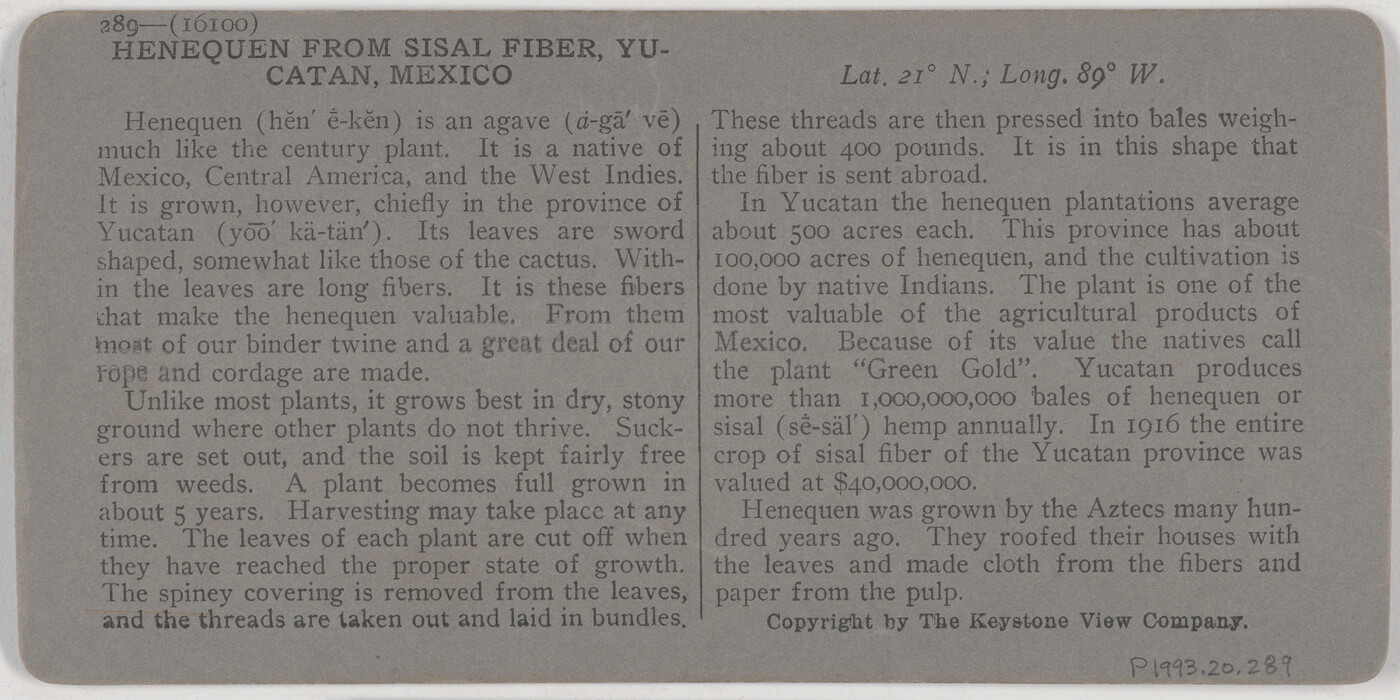 289—(16100)
HENEQUEN FROM SISAL FIBER, YU-
CATAN, MEXICO
Henequen (hĕn′ ē̍-kĕn) is an agave (ȧ-gā′ vē)
much like the century plant. It is a native of
Mexico, Central America, and the West Indies.
It is grown, however, chiefly in the province of
Yucatan (yo͞o′ kä-tän′). Its leaves are sword
shaped, somewhat like those of the cactus. With-
in the leaves are long fibers. It is these fibers
that make the henequen valuable. From them
most of our binder twine and a great deal of our
rope and cordage are made.
Unlike most plants, it grows best in dry, stony
ground where other plants do not thrive. Suck-
ers are set out, and the soil is kept fairly free
from weeds. A plant becomes full grown in
about 5 years. Harvesting may take place at any
time. The leaves of each plant are cut off when
they have reached the proper state of growth.
The spiney covering is removed from the leaves,
and the threads are taken out and laid in bundles.
Lat. 21° N.; Long. 89° W.
These threads are then pressed into bales weigh-
ing about 400 pounds. It is in this shape that
the fiber is sent abroad.
In Yucatan the henequen plantations average
about 500 acres each. This province has about
100,000 acres of henequen, and the cultivation is
done by native Indians. The plant is one of the
most valuable of the agricultural products of
Mexico. Because of its value the natives call
the plant “Green Gold”. Yucatan produces
more than 1,000,000,000 bales of henequen or
sisal (sē̍-säl′) hemp annually. In 1916 the entire
crop of sisal fiber of the Yucatan province was
valued at $40,000,000.
Henequen was grown by the Aztecs many hun-
dred years ago. They roofed their houses with
the leaves and made cloth from the fibers and
paper from the pulp.
Copyright by The Keystone View Company.
P1993.20.289